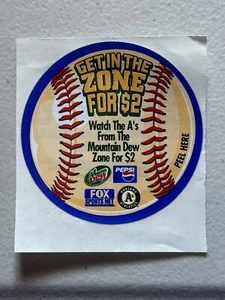 GET IN THE
ZONE
FOR $2
Watch The A's
From The
Mountain Dew
Zone For $2
PEEL HERE
Dew
PEPSI
FOX
SPORTS NET
A's